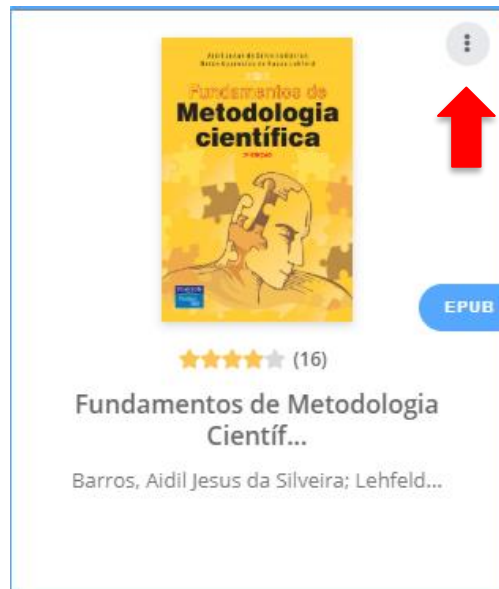 Fundamentos de
Metodologia
científica
EPUB
(16)
Fundamentos de Metodologia
Científ...
Barros, Aidil Jesus da Silveira; Lehfeld...